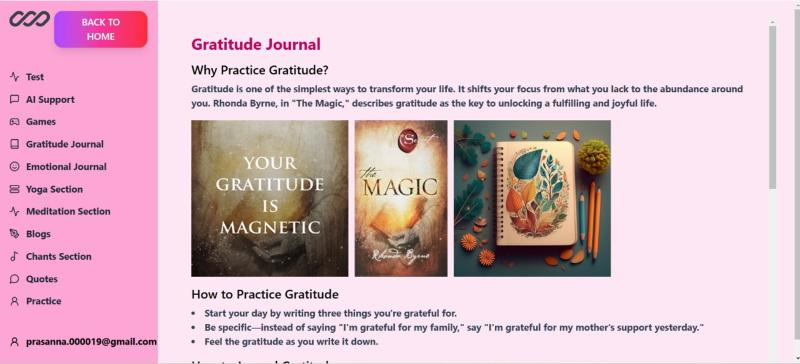 BACK TO
HOME
Test
AI Support
Games
Gratitude Journal
Emotional Journal
Yoga Section
Meditation Section
Blogs
Chants Section
Quotes
Practice
prasanna.000019@gmail.com
Gratitude Journal
Why Practice Gratitude?
Gratitude is one of the simplest ways to transform your life. It shifts your focus from what you lack to the abundance around
you. Rhonda Byrne, in "The Magic," describes gratitude as the key to unlocking a fulfilling and joyful life.
YOUR
GRATITUDE
IS
MAGNETIC
the
MAGIC
Rhonda Byrne
How to Practice Gratitude
• Start your day by writing three things you're grateful for.
• Be specific—instead of saying "I'm grateful for my family," say "I'm grateful for my mother's support yesterday."
• Feel the gratitude as you write it down.